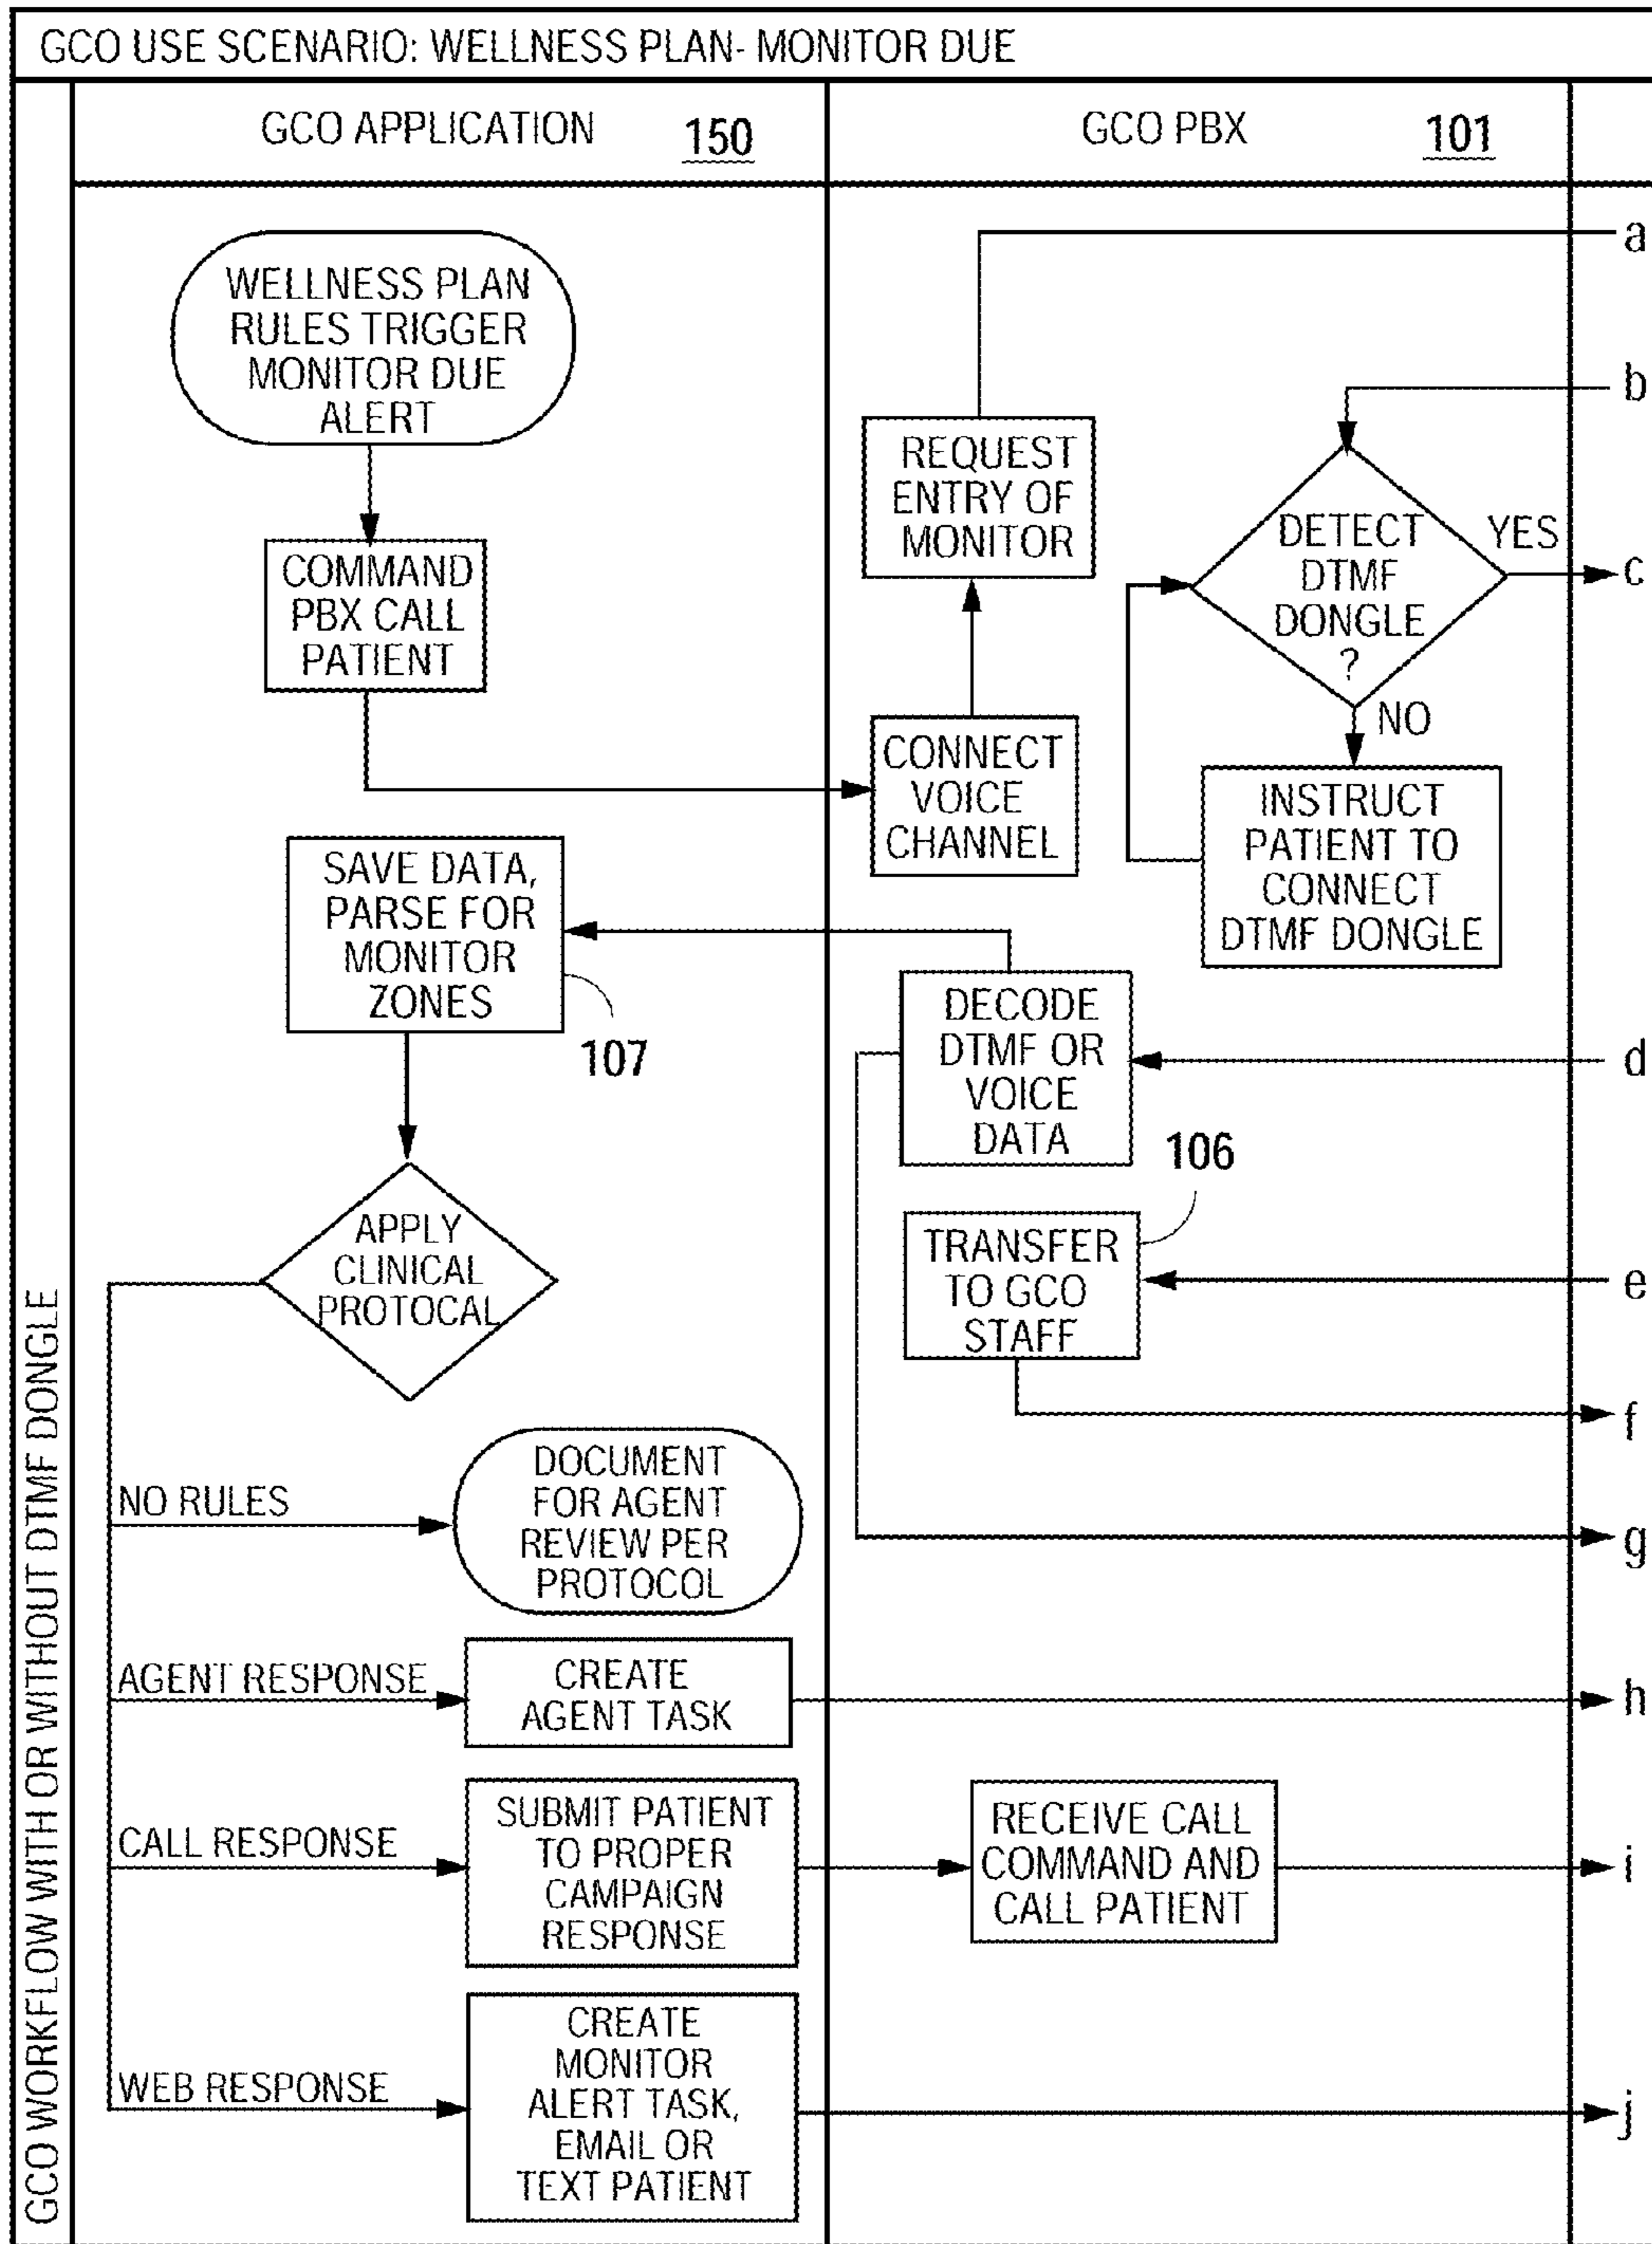 GCO USE SCENARIO: WELLNESS PLAN- MONITOR DUE
GCO WORKFLOW WITH OR WITHOUT DTMF DONGLE
GCO APPLICATION 150
WELLNESS PLAN
RULES TRIGGER
MONITOR DUE
ALERT
COMMAND
PBX CALL
PATIENT
SAVE DATA,
PARSE FOR
MONITOR
ZONES
107
APPLY
CLINICAL
PROTOCAL
NO RULES
DOCUMENT
FOR AGENT
REVIEW PER
PROTOCOL
AGENT RESPONSE
CREATE
AGENT TASK
CALL RESPONSE
SUBMIT PATIENT
TO PROPER
CAMPAIGN
RESPONSE
WEB RESPONSE
CREATE
MONITOR
ALERT TASK,
EMAIL OR
TEXT PATIENT
GCO PBX 101
REQUEST
ENTRY OF
MONITOR
CONNECT
VOICE
CHANNEL
DETECT
DTMF
DONGLE
?
YES
NO
INSTRUCT
PATIENT TO
CONNECT
DTMF DONGLE
DECODE
DTMF OR
VOICE
DATA
106
TRANSFER
TO GCO
STAFF
RECEIVE CALL
COMMAND AND
CALL PATIENT
a
b
c
d
e
f
g
h
i
j